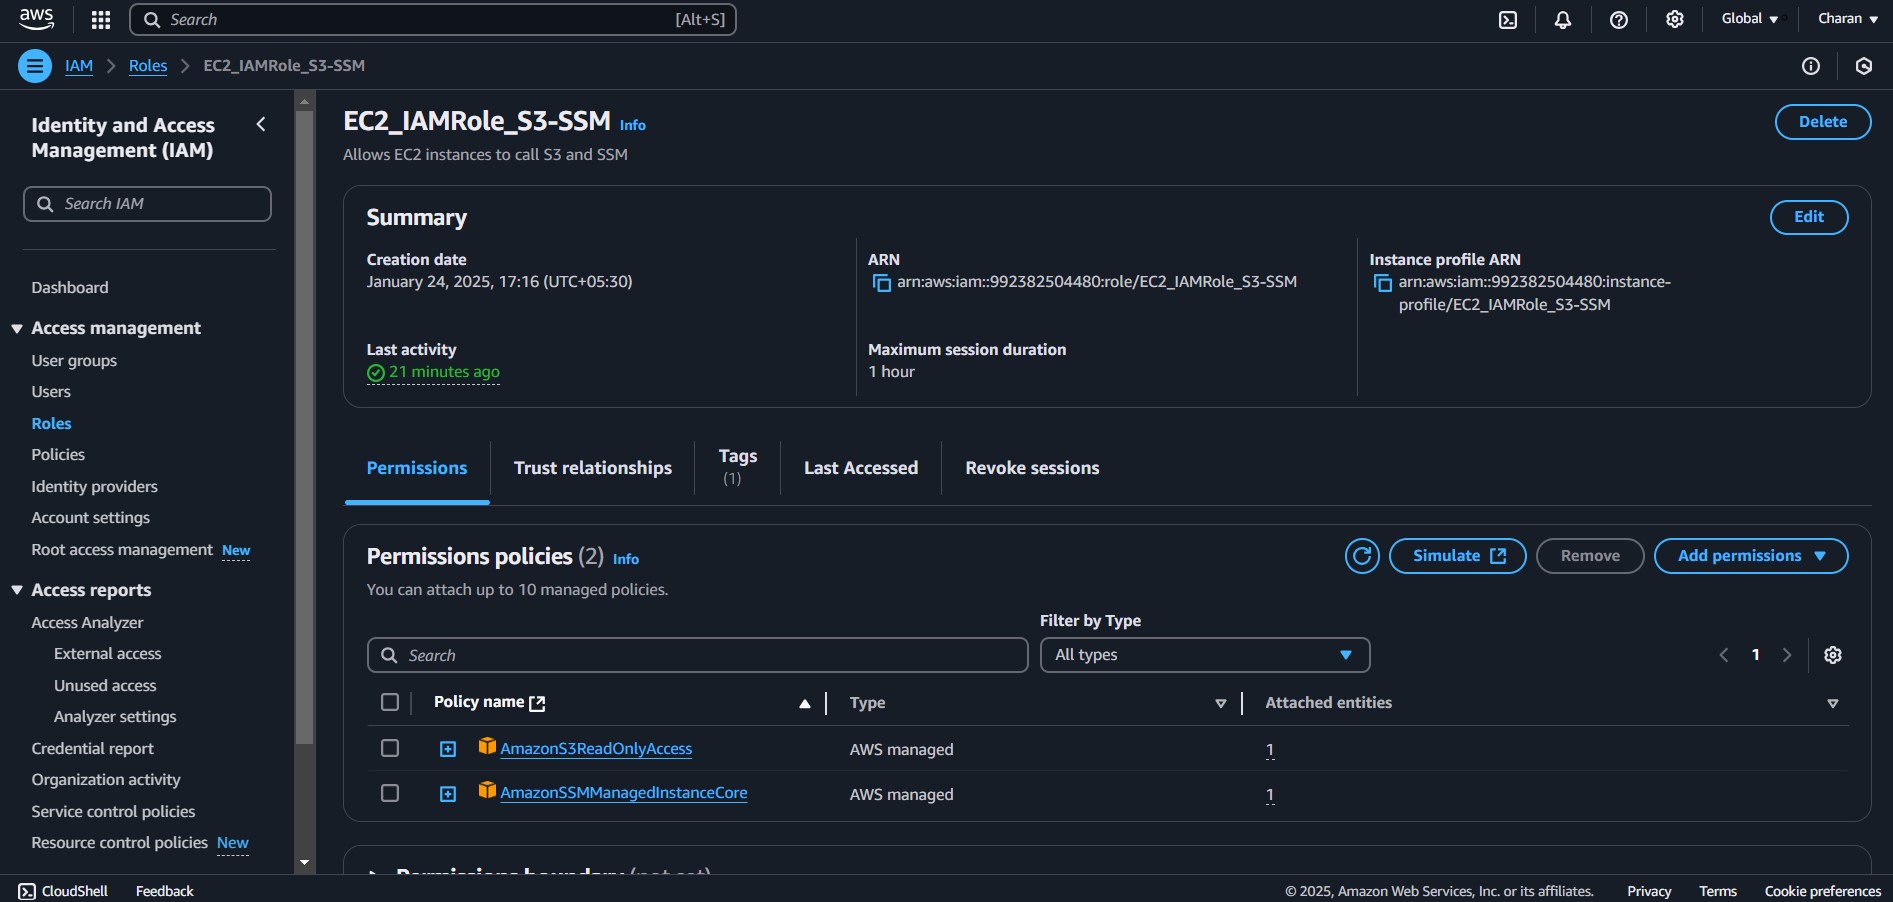 aws
Search [Alt+S]
Global Charan
IAM Roles EC2_IAMRole_S3-SSM
Identity and Access
Management (IAM)
Search IAM
Dashboard
Access management
User groups
Users
Roles
Policies
Identity providers
Account settings
Root access management New
Access reports
Access Analyzer
External access
Unused access
Analyzer settings
Credential report
Organization activity
Service control policies
Resource control policies New
EC2_IAMRole_S3-SSM Info
Delete
Allows EC2 instances to call S3 and SSM
Summary
Edit
Creation date
January 24, 2025, 17:16 (UTC+05:30)
ARN
arn:aws:iam::992382504480:role/EC2_IAMRole_S3-SSM
Instance profile ARN
arn:aws:iam::992382504480:instance-
profile/EC2_IAMRole_S3-SSM
Last activity
21 minutes ago
Maximum session duration
1 hour
Permissions
Trust relationships
Tags
(1)
Last Accessed
Revoke sessions
Permissions policies (2) Info
Simulate
Remove
Add permissions
You can attach up to 10 managed policies.
Filter by Type
Search
All types
1
Policy name Type Attached entities
AmazonS3ReadOnlyAccess AWS managed 1
AmazonSSMManagedInstanceCore AWS managed 1
Permissions boundary (not set)
CloudShell Feedback
© 2025, Amazon Web Services, Inc. or its affiliates. Privacy Terms Cookie preferences